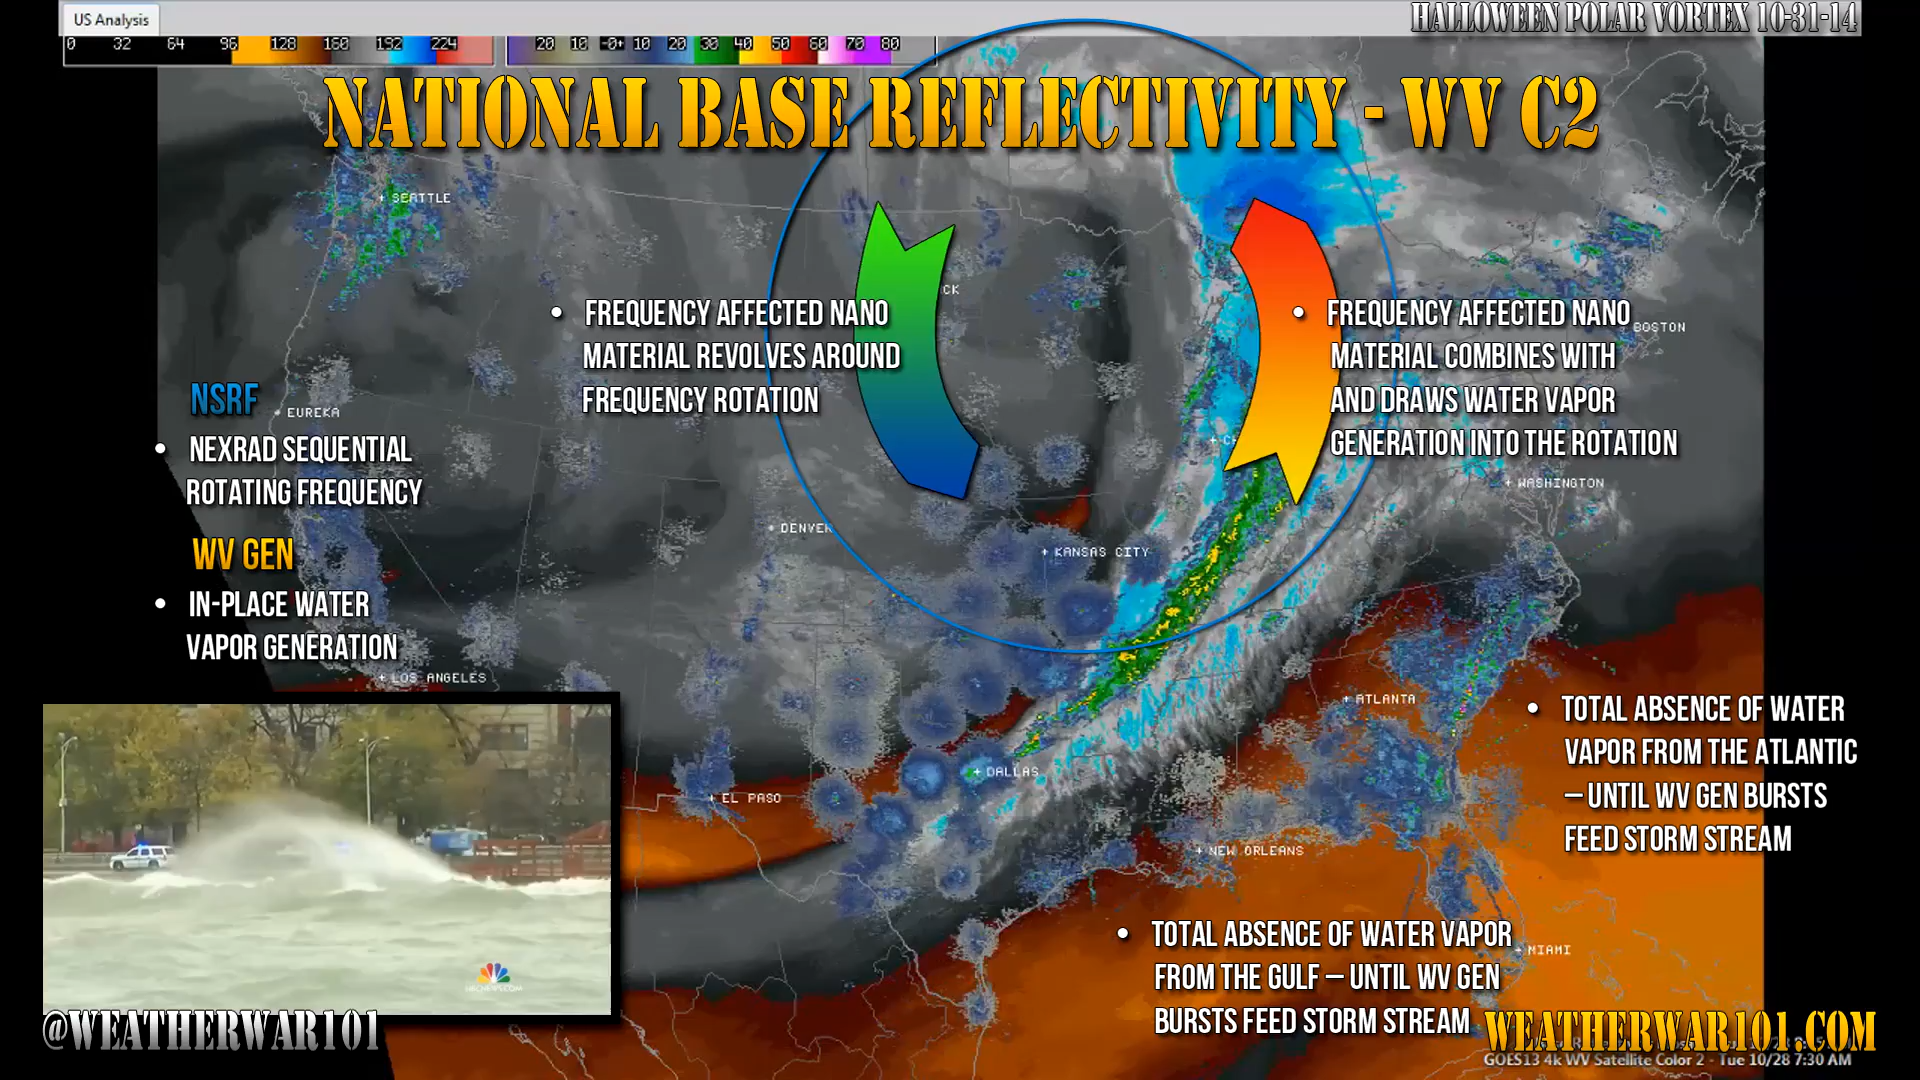 US Analysis
HALLOWEEN POLAR VORTEX 10-31-14
0 32 64 96 128 160 192 224
20 10 -0+ 10 20 30 40 50 60 70 80
NATIONAL BASE REFLECTIVITY - WV C2
SEATTLE
CK
• FREQUENCY AFFECTED NANO
MATERIAL REVOLVES AROUND
FREQUENCY ROTATION
• FREQUENCY AFFECTED NANO
MATERIAL COMBINES WITH
AND DRAWS WATER VAPOR
GENERATION INTO THE ROTATION
BOSTON
NSRF
EUREKA
• NEXRAD SEQUENTIAL
ROTATING FREQUENCY
WASHINGTON
DENVER
KANSAS CITY
WV GEN
• IN-PLACE WATER
VAPOR GENERATION
LOS ANGELES
ATLANTA
• TOTAL ABSENCE OF WATER
VAPOR FROM THE ATLANTIC
– UNTIL WV GEN BURSTS
FEED STORM STREAM
DALLAS
EL PASO
NEW ORLEANS
• TOTAL ABSENCE OF WATER VAPOR
FROM THE GULF – UNTIL WV GEN
BURSTS FEED STORM STREAM
MIAMI
NBCNEWS.COM
@WEATHERWAR101
WEATHERWAR101.COM
GOES13 4k WV Satellite Color 2 - Tue 10/28 7:30 AM